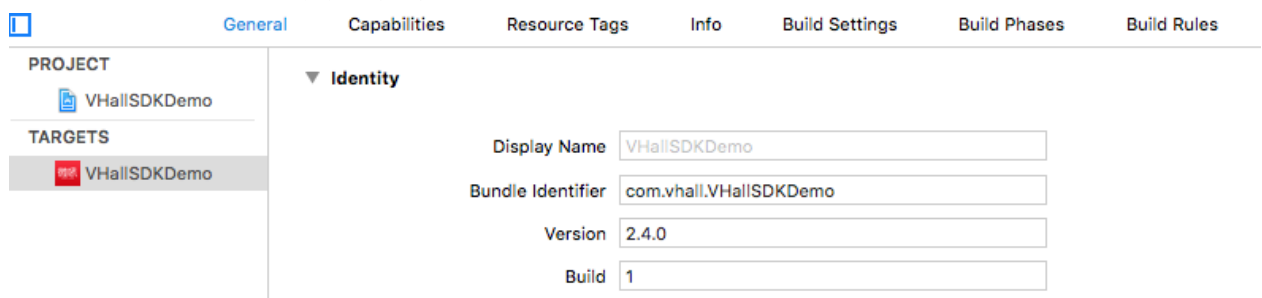 General Capabilities Resource Tags Info Build Settings Build Phases Build Rules
PROJECT
VHallSDKDemo
TARGETS
VHallSDKDemo
Identity
Display Name VHallSDKDemo
Bundle Identifier com.vhall.VHallSDKDemo
Version 2.4.0
Build 1